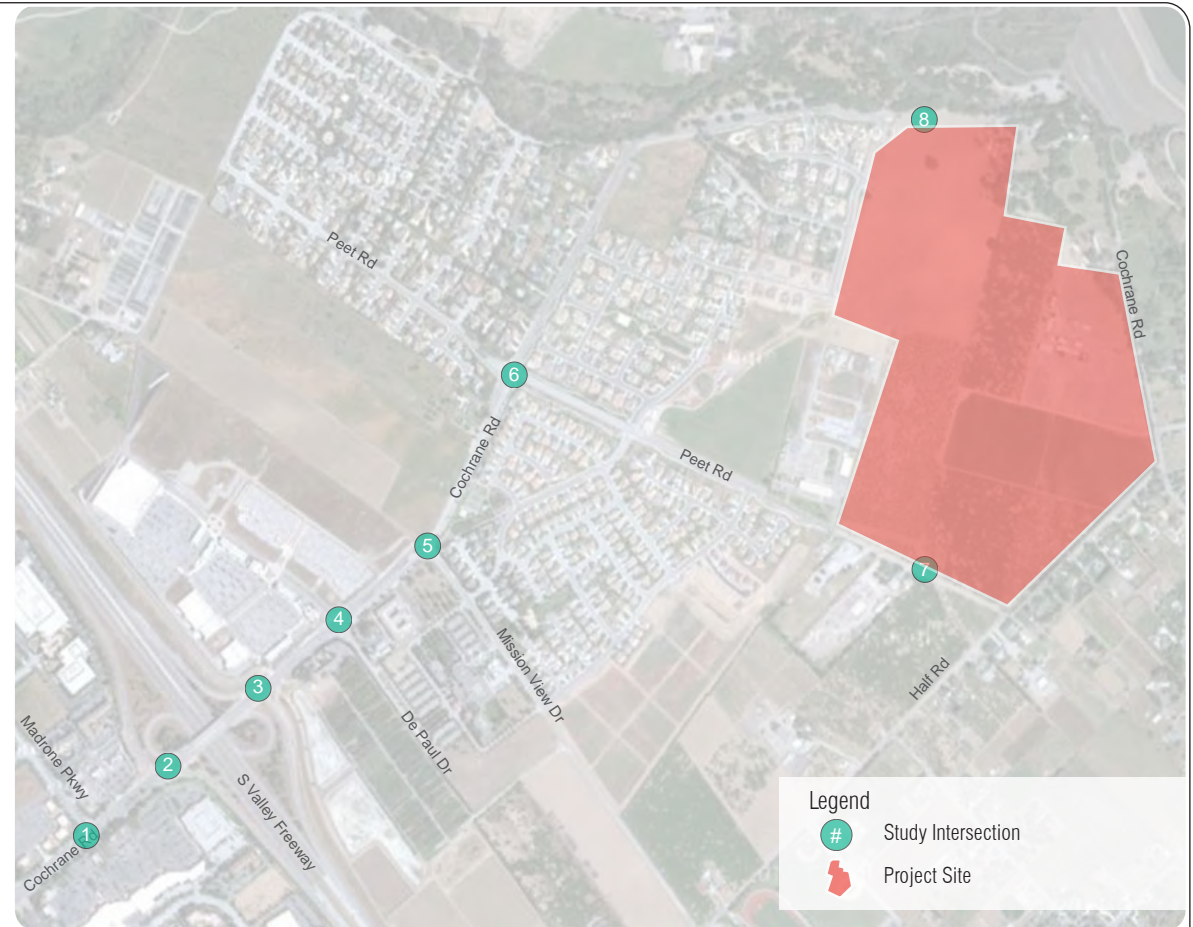 8
Peet Rd
Cochrane Rd
6
Cochrane Rd
Peet Rd
5
7
4
Mission View Dr
3
Half Rd
De Paul Dr
Madrone Pkwy
2
S Valley Freeway
1
Cochrane Rd
Legend
# Study Intersection
Project Site